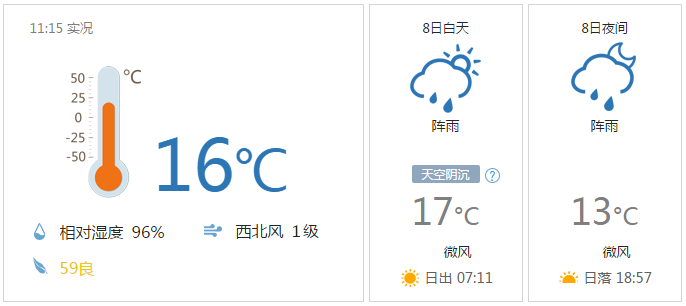 11:15 实况
℃
50
25
0
-25
-50
16℃
相对湿度 96%
西北风 1级
59良
8日白天
阵雨
天空阴沉 ?
17℃
微风
日出 07:11
8日夜间
阵雨
13℃
微风
日落 18:57